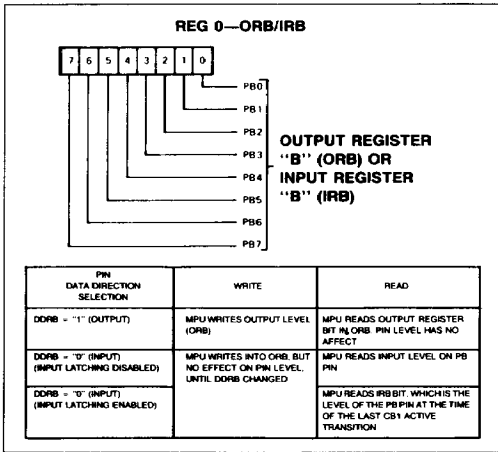 REG 0—ORB/IRB
7 6 5 4 3 2 1 0
PB0
PB1
PB2
PB3
PB4
PB5
PB6
PB7
OUTPUT REGISTER
"B" (ORB) OR
INPUT REGISTER
"B" (IRB)
PIN
DATA DIRECTION
SELECTION
WRITE
READ
DDRB = "1" (OUTPUT)
MPU WRITES OUTPUT LEVEL
(ORB)
MPU READS OUTPUT REGISTER
BIT IN ORB. PIN LEVEL HAS NO
AFFECT
DDRB = "0" (INPUT)
(INPUT LATCHING DISABLED)
MPU WRITES INTO ORB, BUT
NO EFFECT ON PIN LEVEL,
UNTIL DDRB CHANGED
MPU READS INPUT LEVEL ON PB
PIN
DDRB = "0" (INPUT)
(INPUT LATCHING ENABLED)
MPU READS IRB BIT, WHICH IS THE
LEVEL OF THE PB PIN AT THE TIME
OF THE LAST CB1 ACTIVE
TRANSITION